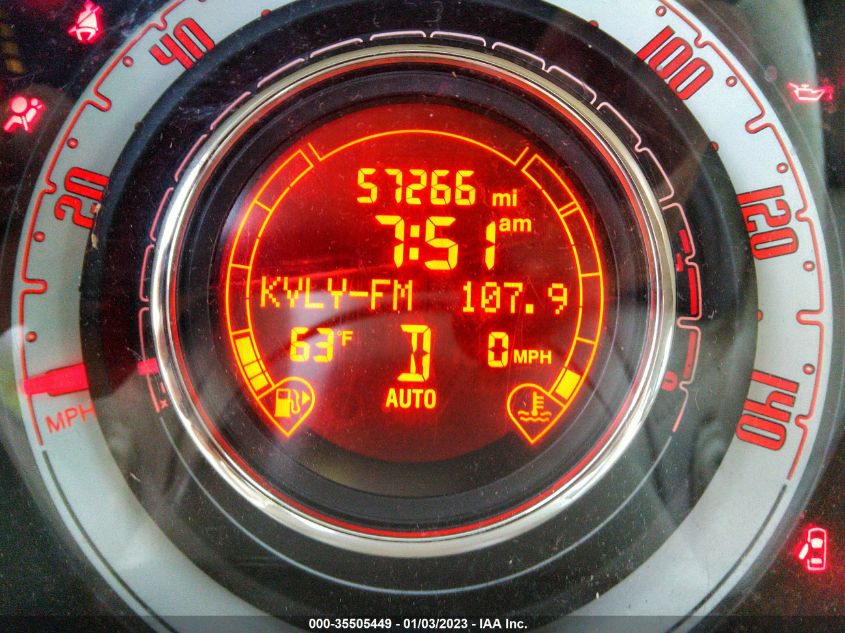 40
100
20
120
57266 mi
7:51 am
KVLY-FM 107.9
63°F D 0 MPH
AUTO
MPH
140
000-35505449 - 01/03/2023 - IAA Inc.